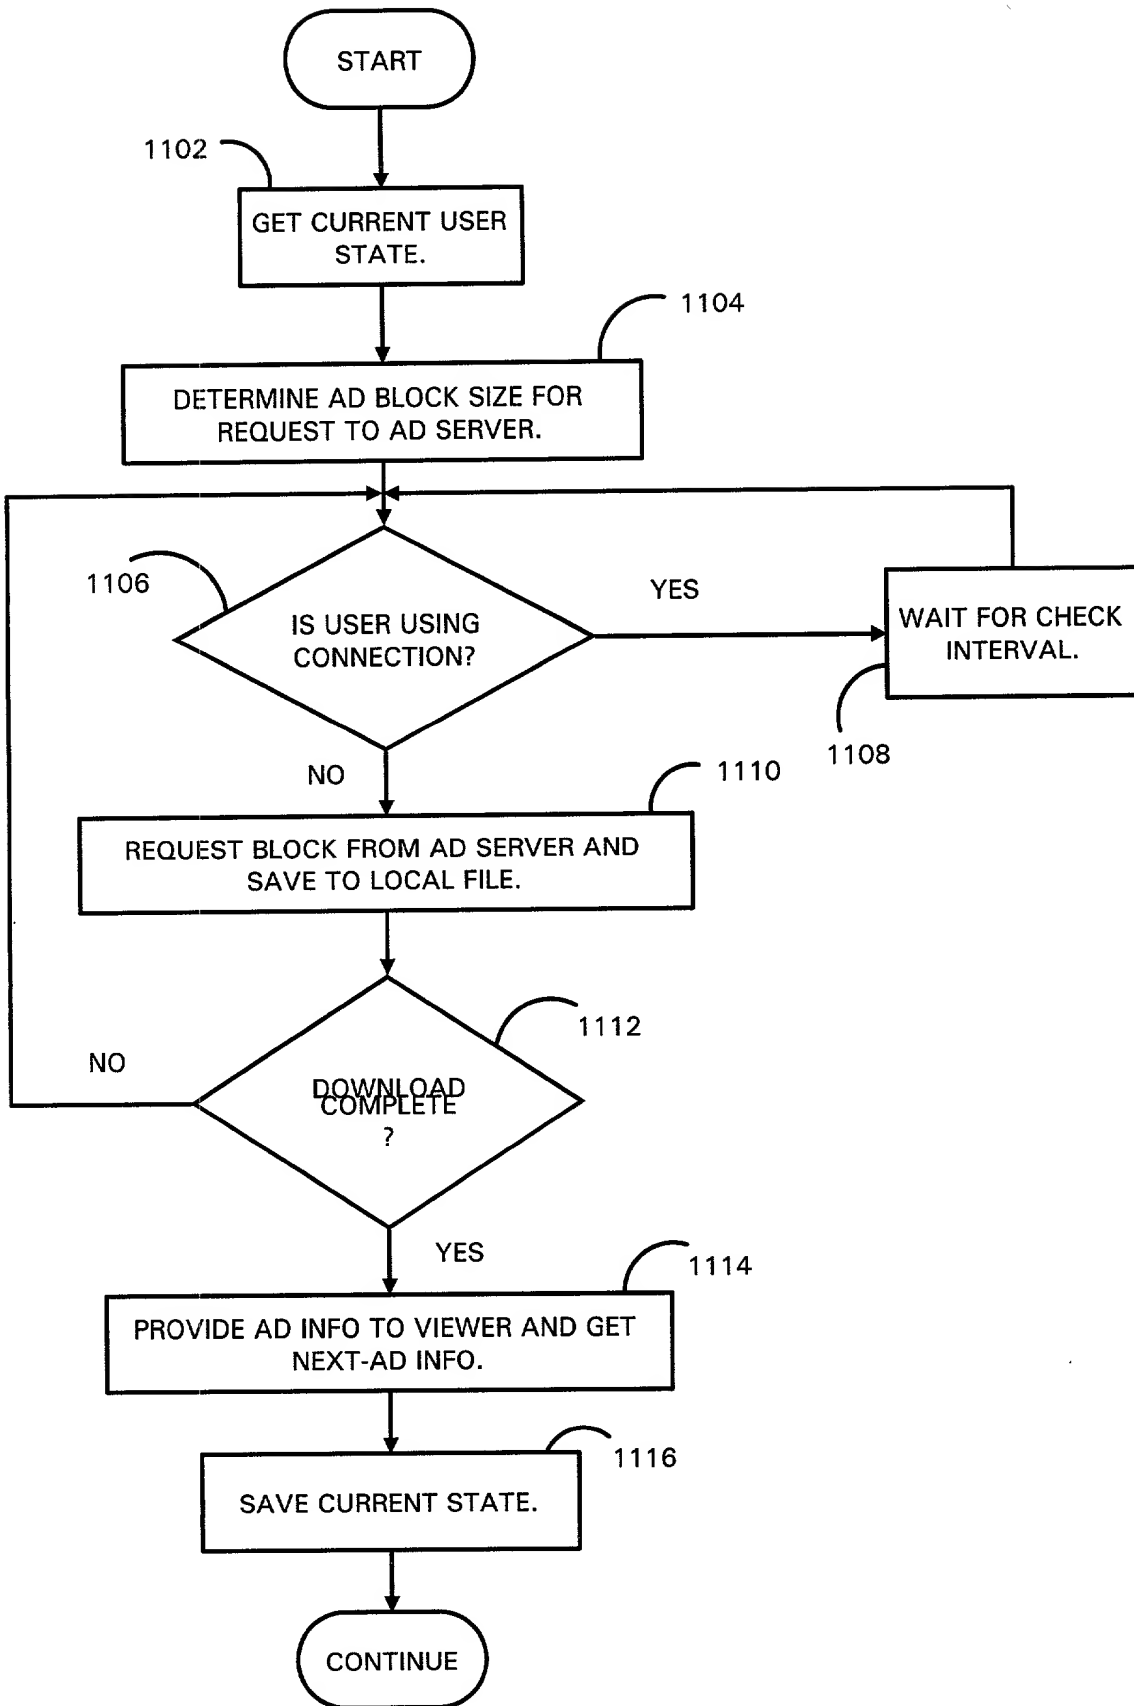 START
1102
GET CURRENT USER
STATE.
1104
DETERMINE AD BLOCK SIZE FOR
REQUEST TO AD SERVER.
1106
IS USER USING
CONNECTION?
YES
WAIT FOR CHECK
INTERVAL.
1108
NO
1110
REQUEST BLOCK FROM AD SERVER AND
SAVE TO LOCAL FILE.
1112
NO
DOWNLOAD
COMPLETE
?
YES
1114
PROVIDE AD INFO TO VIEWER AND GET
NEXT-AD INFO.
1116
SAVE CURRENT STATE.
CONTINUE